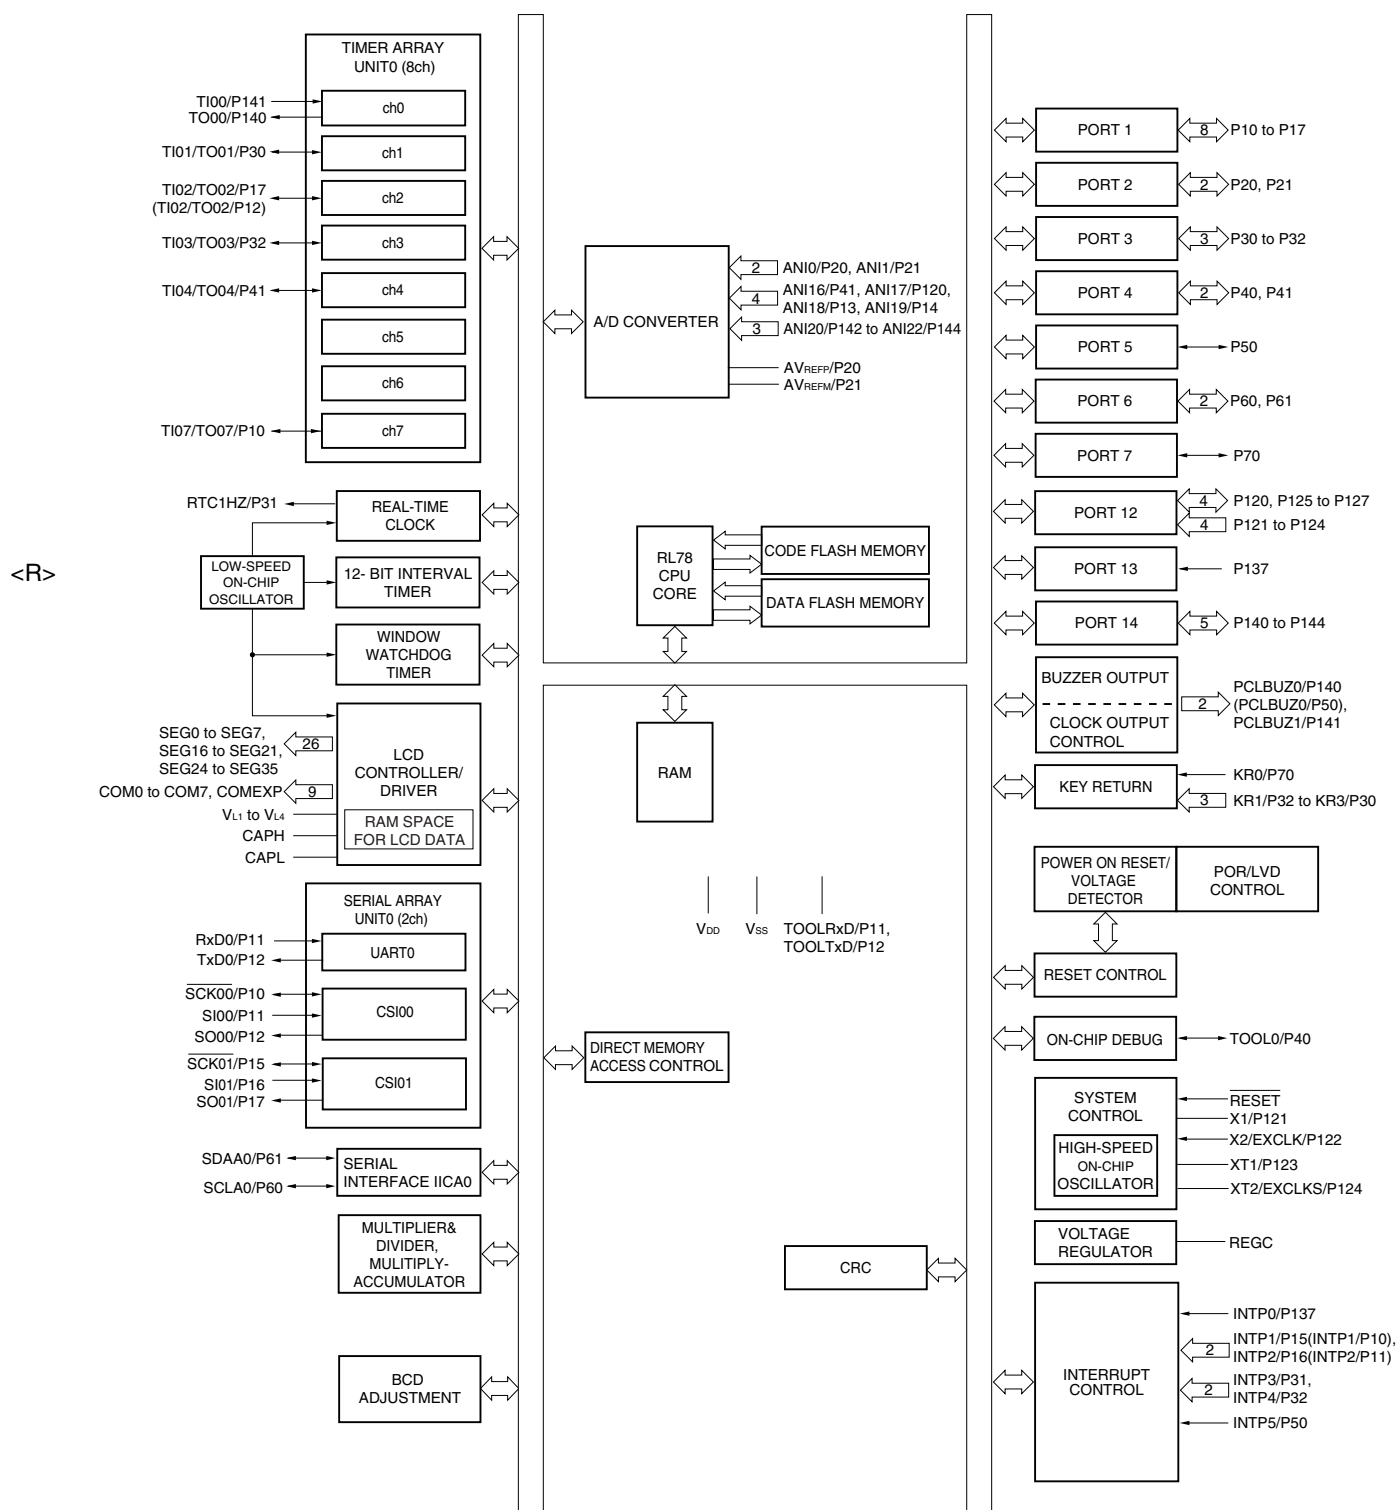 TIMER ARRAY
UNIT0 (8ch)
TI00/P141
TO00/P140
ch0
TI01/TO01/P30
ch1
TI02/TO02/P17
(TI02/TO02/P12)
ch2
TI03/TO03/P32
ch3
TI04/TO04/P41
ch4
ch5
ch6
TI07/TO07/P10
ch7
RTC1HZ/P31
REAL-TIME
CLOCK
<R>
LOW-SPEED
ON-CHIP
OSCILLATOR
12- BIT INTERVAL
TIMER
WINDOW
WATCHDOG
TIMER
SEG0 to SEG7,
SEG16 to SEG21,
SEG24 to SEG35
26
COM0 to COM7, COMEXP
9
VL1 to VL4
CAPH
CAPL
LCD
CONTROLLER/
DRIVER
RAM SPACE
FOR LCD DATA
SERIAL ARRAY
UNIT0 (2ch)
RxD0/P11
TxD0/P12
UART0
SCK00/P10
SI00/P11
SO00/P12
CSI00
SCK01/P15
SI01/P16
SO01/P17
CSI01
SDAA0/P61
SCLA0/P60
SERIAL
INTERFACE IICA0
MULTIPLIER&
DIVIDER,
MULITIPLY-
ACCUMULATOR
BCD
ADJUSTMENT
A/D CONVERTER
2
ANI0/P20, ANI1/P21
4
ANI16/P41, ANI17/P120,
ANI18/P13, ANI19/P14
3
ANI20/P142 to ANI22/P144
AVREFP/P20
AVREFM/P21
RL78
CPU
CORE
CODE FLASH MEMORY
DATA FLASH MEMORY
RAM
VDD
VSS
TOOLRxD/P11,
TOOLTxD/P12
DIRECT MEMORY
ACCESS CONTROL
CRC
PORT 1
8
P10 to P17
PORT 2
2
P20, P21
PORT 3
3
P30 to P32
PORT 4
2
P40, P41
PORT 5
P50
PORT 6
2
P60, P61
PORT 7
P70
PORT 12
4
P120, P125 to P127
4
P121 to P124
PORT 13
P137
PORT 14
5
P140 to P144
BUZZER OUTPUT
CLOCK OUTPUT
CONTROL
2
PCLBUZ0/P140
(PCLBUZ0/P50),
PCLBUZ1/P141
KEY RETURN
KR0/P70
3
KR1/P32 to KR3/P30
POWER ON RESET/
VOLTAGE
DETECTOR
POR/LVD
CONTROL
RESET CONTROL
ON-CHIP DEBUG
TOOL0/P40
SYSTEM
CONTROL
HIGH-SPEED
ON-CHIP
OSCILLATOR
RESET
X1/P121
X2/EXCLK/P122
XT1/P123
XT2/EXCLKS/P124
VOLTAGE
REGULATOR
REGC
INTERRUPT
CONTROL
INTP0/P137
2
INTP1/P15(INTP1/P10),
INTP2/P16(INTP2/P11)
2
INTP3/P31,
INTP4/P32
INTP5/P50